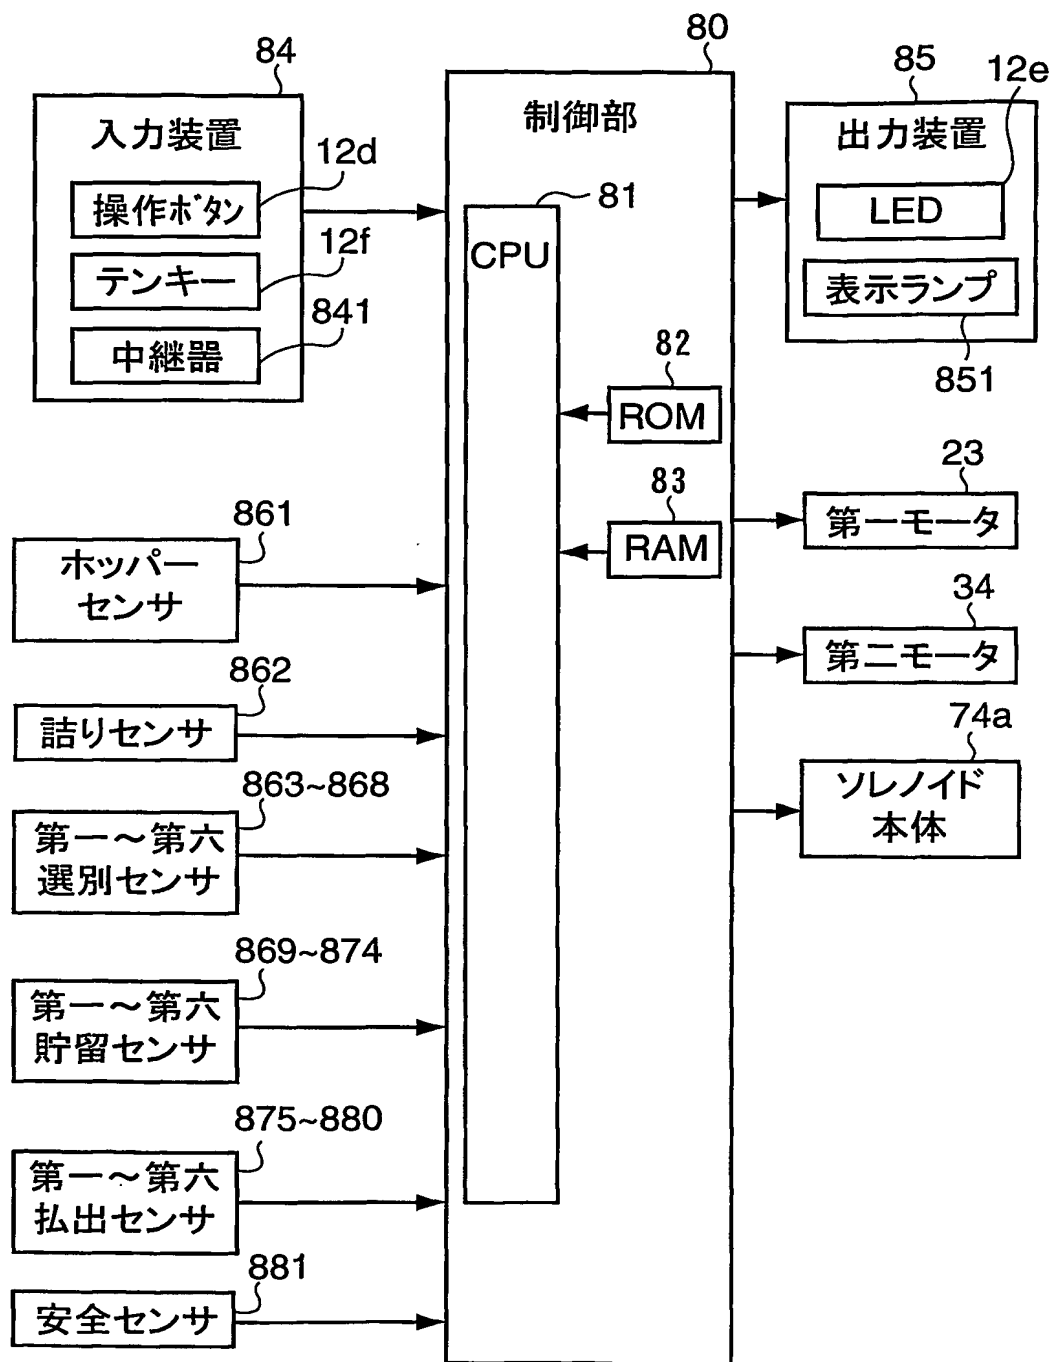 80
84
85
12e
入力装置
制御部
出力装置
12d
操作ボタン
81
CPU
LED
12f
テンキー
表示ランプ
841
中継器
82
ROM
851
83
RAM
23
第一モータ
861
ホッパー
センサ
34
第二モータ
862
詰りセンサ
74a
ソレノイド
本体
863~868
第一～第六
選別センサ
869~874
第一～第六
貯留センサ
875~880
第一～第六
払出センサ
881
安全センサ